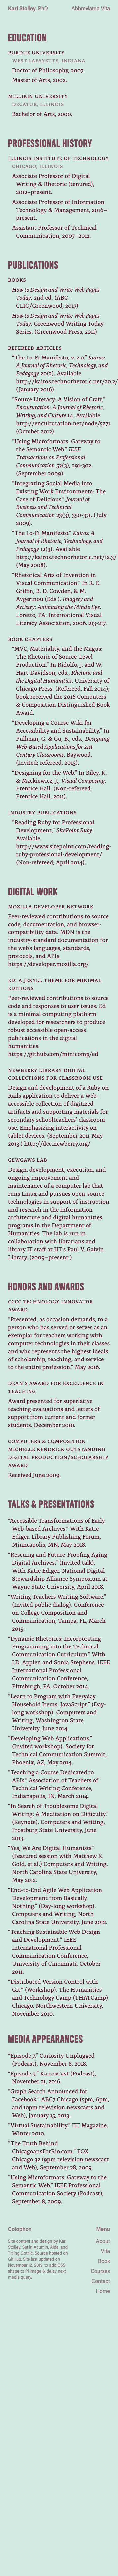 Karl Stolley, PhD
Abbreviated Vita
EDUCATION
PURDUE UNIVERSITY
WEST LAFAYETTE, INDIANA
Doctor of Philosophy, 2007.
Master of Arts, 2002.
MILLIKIN UNIVERSITY
DECATUR, ILLINOIS
Bachelor of Arts, 2000.
PROFESSIONAL HISTORY
ILLINOIS INSTITUTE OF TECHNOLOGY
CHICAGO, ILLINOIS
Associate Professor of Digital
Writing & Rhetoric (tenured),
2012–present.
Associate Professor of Information
Technology & Management, 2016–
present.
Assistant Professor of Technical
Communication, 2007–2012.
PUBLICATIONS
BOOKS
How to Design and Write Web Pages
Today, 2nd ed. (ABC-
CLIO/Greenwood, 2017)
How to Design and Write Web Pages
Today. Greenwood Writing Today
Series. (Greenwood Press, 2011)
REFEREED ARTICLES
“The Lo-Fi Manifesto, v. 2.0.” Kairos:
A Journal of Rhetoric, Technology, and
Pedagogy 20(2). Available
http://kairos.technorhetoric.net/20.2/
(January 2016).
“Source Literacy: A Vision of Craft,”
Enculturation: A Journal of Rhetoric,
Writing, and Culture 14. Available
http://enculturation.net/node/5271
(October 2012).
“Using Microformats: Gateway to
the Semantic Web.” IEEE
Transactions on Professional
Communication 52(3), 291-302.
(September 2009).
“Integrating Social Media into
Existing Work Environments: The
Case of Delicious.” Journal of
Business and Technical
Communication 23(3), 350-371. (July
2009).
“The Lo-Fi Manifesto.” Kairos: A
Journal of Rhetoric, Technology, and
Pedagogy 12(3). Available
http://kairos.technorhetoric.net/12.3/
(May 2008).
“Rhetorical Arts of Invention in
Visual Communication.” In R. E.
Griffin, B. D. Cowden, & M.
Avgerinou (Eds.). Imagery and
Artistry: Animating the Mind’s Eye.
Loretto, PA: International Visual
Literacy Association, 2006. 213-217.
BOOK CHAPTERS
“MVC, Materiality, and the Magus:
The Rhetoric of Source-Level
Production.” In Ridolfo, J. and W.
Hart-Davidson, eds., Rhetoric and
the Digital Humanities. University of
Chicago Press. (Refereed. Fall 2014);
book received the 2016 Computers
& Composition Distinguished Book
Award.
“Developing a Course Wiki for
Accessibility and Sustainability.” In
Pullman, G. & Gu, B., eds., Designing
Web-Based Applications for 21st
Century Classrooms. Baywood.
(Invited; refereed, 2013).
“Designing for the Web.” In Riley, K.
& Mackiewicz, J., Visual Composing.
Prentice Hall. (Non-refereed;
Prentice Hall, 2011).
INDUSTRY PUBLICATIONS
“Reading Ruby for Professional
Development,” SitePoint Ruby.
Available
http://www.sitepoint.com/reading-
ruby-professional-development/
(Non-refereed; April 2014).
DIGITAL WORK
MOZILLA DEVELOPER NETWORK
Peer-reviewed contributions to source
code, documentation, and browser-
compatibility data. MDN is the
industry-standard documentation for
the web’s languages, standards,
protocols, and APIs.
https://developer.mozilla.org/
ED: A JEKYLL THEME FOR MINIMAL
EDITIONS
Peer-reviewed contributions to source
code and responses to user issues. Ed
is a minimal computing platform
developed for researchers to produce
robust accessible open-access
publications in the digital
humanities.
https://github.com/minicomp/ed
NEWBERRY LIBRARY DIGITAL
COLLECTIONS FOR CLASSROOM USE
Design and development of a Ruby on
Rails application to deliver a Web-
accessible collection of digitized
artifacts and supporting materials for
secondary schoolteachers’ classroom
use. Emphasizing interactivity on
tablet devices. (September 2011-May
2013.) http://dcc.newberry.org/
GEWGAWS LAB
Design, development, execution, and
ongoing improvement and
maintenance of a computer lab that
runs Linux and pursues open-source
technologies in support of instruction
and research in the information
architecture and digital humanities
programs in the Department of
Humanities. The lab is run in
collaboration with librarians and
library IT staff at IIT’s Paul V. Galvin
Library. (2009–present.)
HONORS AND AWARDS
CCCC TECHNOLOGY INNOVATOR
AWARD
“Presented, as occasion demands, to a
person who has served or serves as an
exemplar for teachers working with
computer technologies in their classes
and who represents the highest ideals
of scholarship, teaching, and service
to the entire profession.” May 2016.
DEAN’S AWARD FOR EXCELLENCE IN
TEACHING
Award presented for superlative
teaching evaluations and letters of
support from current and former
students. December 2010.
COMPUTERS & COMPOSITION
MICHELLE KENDRICK OUTSTANDING
DIGITAL PRODUCTION/SCHOLARSHIP
AWARD
Received June 2009.
TALKS & PRESENTATIONS
“Accessible Transformations of Early
Web-based Archives.” With Katie
Ediger. Library Publishing Forum,
Minneapolis, MN, May 2018.
“Rescuing and Future-Proofing Aging
Digital Archives.” (Invited talk).
With Katie Ediger. National Digital
Stewardship Alliance Symposium at
Wayne State University, April 2018.
“Writing Teachers Writing Software.”
(Invited public dialog). Conference
on College Composition and
Communication, Tampa, FL, March
2015.
“Dynamic Rhetorics: Incorporating
Programming into the Technical
Communication Curriculum.” With
J.D. Applen and Sonia Stephens. IEEE
International Professional
Communication Conference,
Pittsburgh, PA, October 2014.
“Learn to Program with Everyday
Household Items: JavaScript.” (Day-
long workshop). Computers and
Writing, Washington State
University, June 2014.
“Developing Web Applications.”
(Invited workshop). Society for
Technical Communication Summit,
Phoenix, AZ, May 2014.
“Teaching a Course Dedicated to
APIs.” Association of Teachers of
Technical Writing Conference,
Indianapolis, IN, March 2014.
“In Search of Troublesome Digital
Writing: A Meditation on Difficulty.”
(Keynote). Computers and Writing,
Frostburg State University, June
2013.
“Yes, We Are Digital Humanists.”
(Featured session with Matthew K.
Gold, et al.) Computers and Writing,
North Carolina State University,
May 2012.
“End-to-End Agile Web Application
Development from Basically
Nothing.” (Day-long workshop).
Computers and Writing, North
Carolina State University, June 2012.
“Teaching Sustainable Web Design
and Development.” IEEE
International Professional
Communication Conference,
University of Cincinnati, October
2011.
“Distributed Version Control with
Git.” (Workshop). The Humanities
and Technology Camp (THATCamp)
Chicago, Northwestern University,
November 2010.
MEDIA APPEARANCES
“Episode 7.” Curiosity Unplugged
(Podcast), November 8, 2018.
“Episode 9.” KairosCast (Podcast),
November 21, 2016.
“Graph Search Announced for
Facebook.” ABC7 Chicago (5pm, 6pm,
and 10pm television newscasts and
Web), January 15, 2013.
“Virtual Sustainability.” IIT Magazine,
Winter 2010.
“The Truth Behind
ChicagoansForRio.com.” FOX
Chicago 32 (9pm television newscast
and Web), September 28, 2009.
“Using Microformats: Gateway to the
Semantic Web.” IEEE Professional
Communication Society (Podcast),
September 8, 2009.
Colophon
Site content and design by Karl
Stolley. Set in Acumin, Alda, and
Titling Gothic. Source hosted on
GitHub. Site last updated on
November 17, 2019, to add CSS
shape to PI image & delay next
media query.
Menu
About
Vita
Book
Courses
Contact
Home